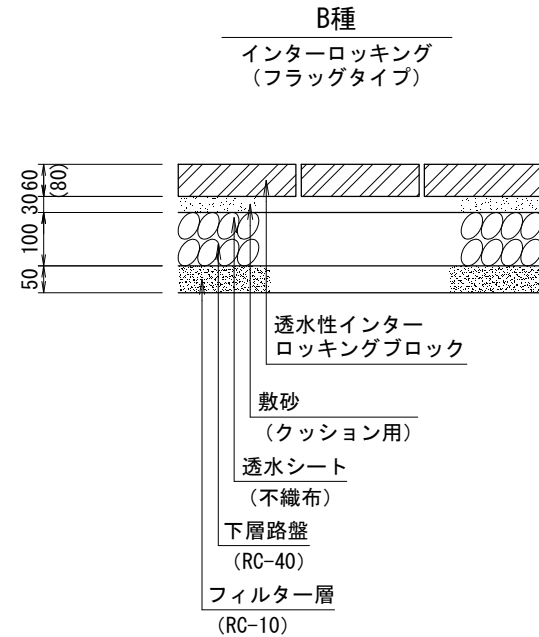 B種
インターロッキング
(フラッグタイプ)
60
(80)
30
100
50
透水性インター
ロッキングブロック
敷砂
(クッション用)
透水シート
(不織布)
下層路盤
(RC-40)
フィルター層
(RC-10)